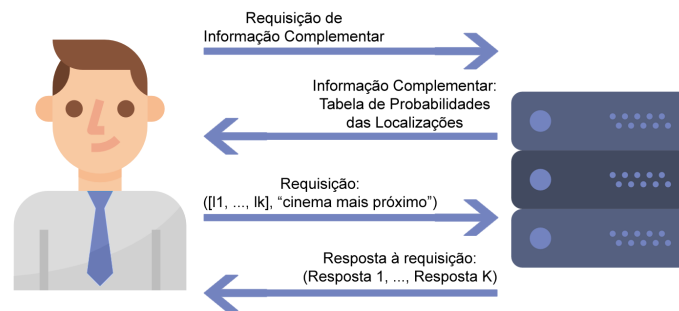 Requisição de
Informação Complementar
Informação Complementar:
Tabela de Probabilidades
das Localizações
Requisição:
([l1, ..., lk], “cinema mais próximo”)
Resposta à requisição:
(Resposta 1, ..., Resposta K)